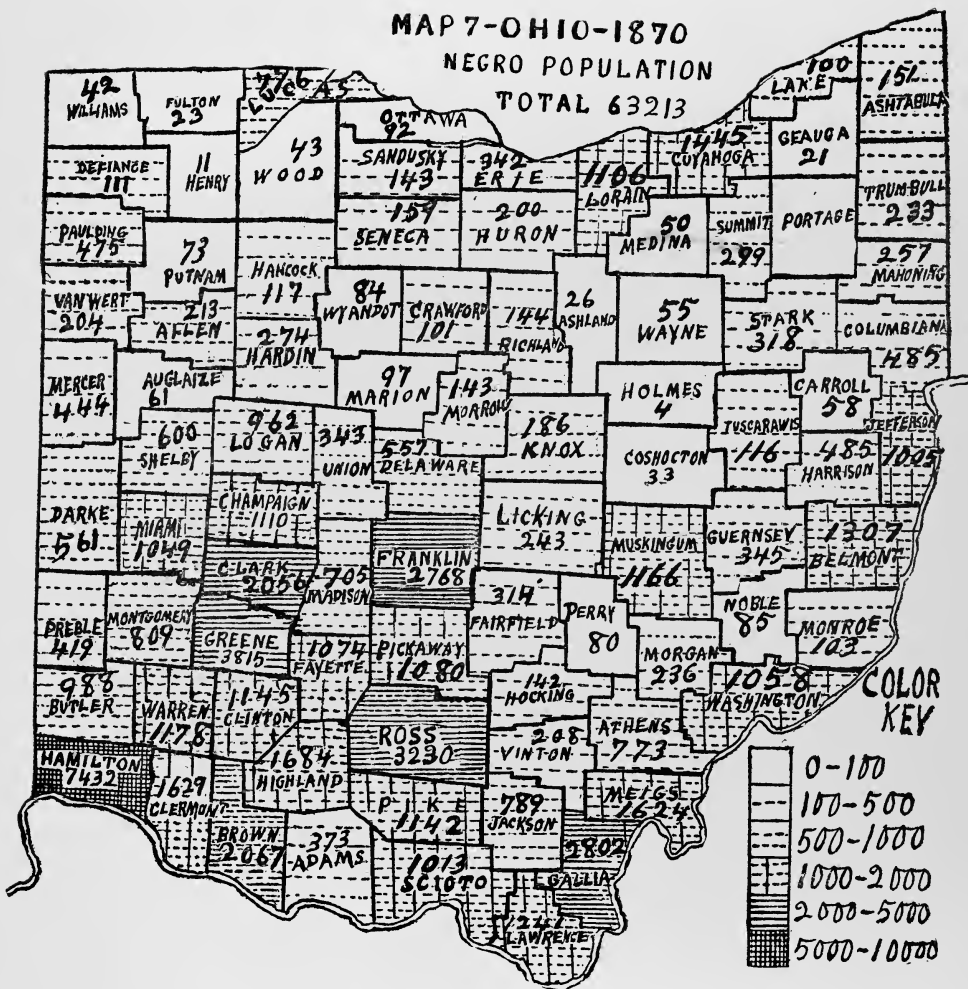 MAP 7-OHIO-1870
NEGRO POPULATION
TOTAL 63213
42
WILLIAMS
FULTON
23
776
LUCAS
OTTAWA
92
100
LAKE
151
ASHTABULA
DEFIANCE
111
11
HENRY
43
WOOD
SANDUSKY
143
342
ERIE
1106
LORAIN
1445
CUYAHOGA
GEAUGA
21
PAULDING
475
73
PUTNAM
159
SENECA
200
HURON
50
MEDINA
SUMMIT
299
PORTAGE
TRUMBULL
233
257
MAHONING
VAN WERT
204
213
ALLEN
HANCOCK
117
84
WYANDOT
CRAWFORD
101
144
RICHLAND
26
ASHLAND
55
WAYNE
STARK
318
COLUMBIANA
485
MERCER
444
AUGLAIZE
61
274
HARDIN
97
MARION
143
MORROW
HOLMES
4
CARROLL
58
JEFFERSON
1005
600
SHELBY
962
LOGAN
343
UNION
557
DELAWARE
186
KNOX
COSHOCTON
33
TUSCARAWIS
116
485
HARRISON
DARKE
561
MIAMI
1049
CHAMPAIGN
1110
CLARK
2056
705
MADISON
FRANKLIN
2768
LICKING
243
MUSKINGUM
1166
GUERNSEY
345
1307
BELMONT
PREBLE
419
MONTGOMERY
809
GREENE
3815
1074
FAYETTE
PICKAWAY
1080
314
FAIRFIELD
PERRY
80
MORGAN
236
NOBLE
85
MONROE
103
988
BUTLER
WARREN
1178
1145
CLINTON
1684
HIGHLAND
ROSS
3230
142
HOCKING
208
VINTON
ATHENS
773
1058
WASHINGTON
HAMILTON
7432
1629
CLERMONT
BROWN
2067
373
ADAMS
PIKE
1142
789
JACKSON
MEIGS
1624
1013
SCIOTO
2802
GALLIA
1241
LAWRENCE
COLOR
KEY
0-100
100-500
500-1000
1000-2000
2000-5000
5000-10000